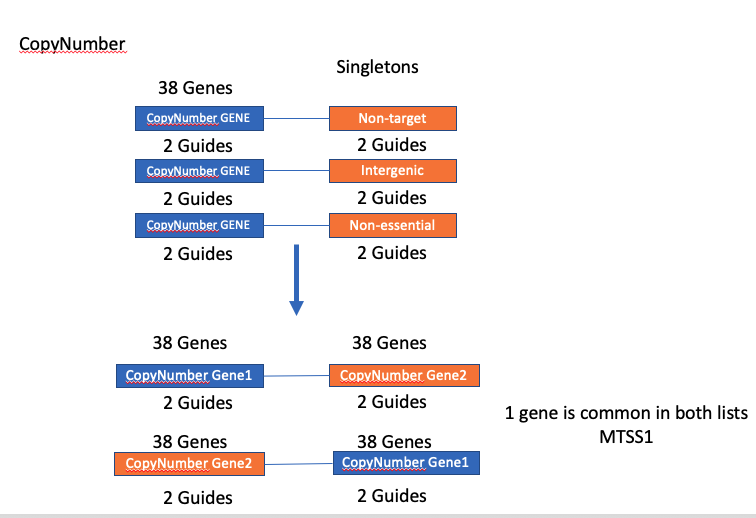 CopyNumber
Singletons
38 Genes
CopyNumber GENE
Non-target
2 Guides
2 Guides
CopyNumber GENE
Intergenic
2 Guides
2 Guides
CopyNumber GENE
Non-essential
2 Guides
2 Guides
38 Genes
38 Genes
CopyNumber Gene1
CopyNumber Gene2
2 Guides
2 Guides
1 gene is common in both lists
MTSS1
38 Genes
38 Genes
CopyNumber Gene2
CopyNumber Gene1
2 Guides
2 Guides